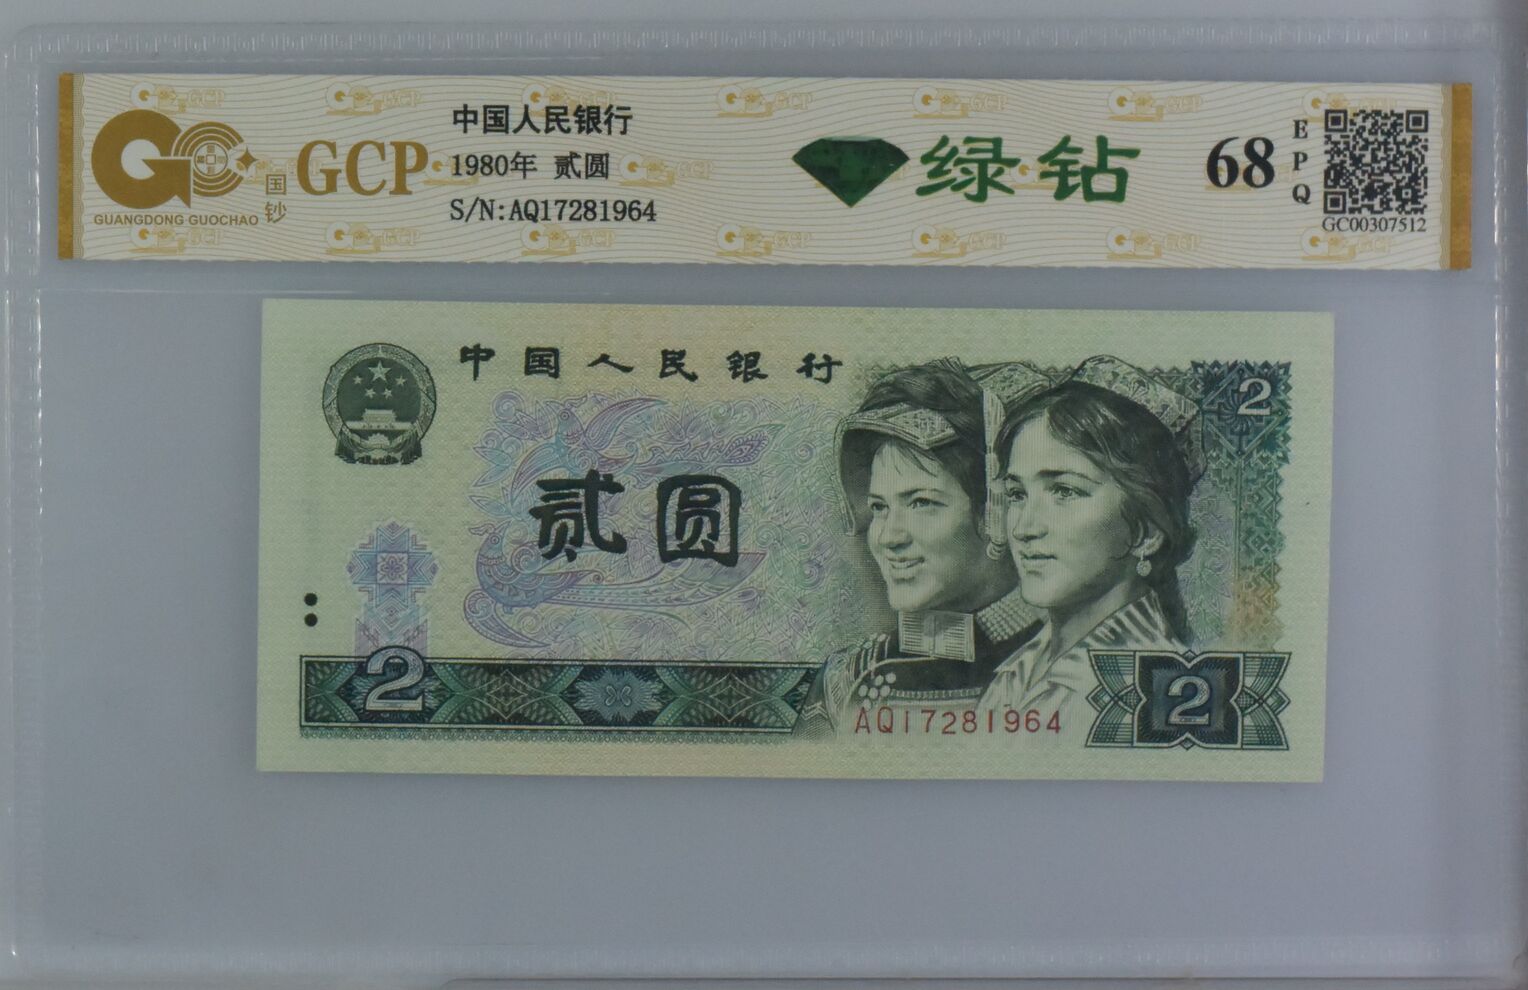 GUANGDONG GUOCHAO
国钞
GCP
中国人民银行
1980年 贰圆
S/N:AQ17281964
绿钻
68
EPQ
GC00307512
中国人民银行
2
贰圆
2
AQ17281964
2